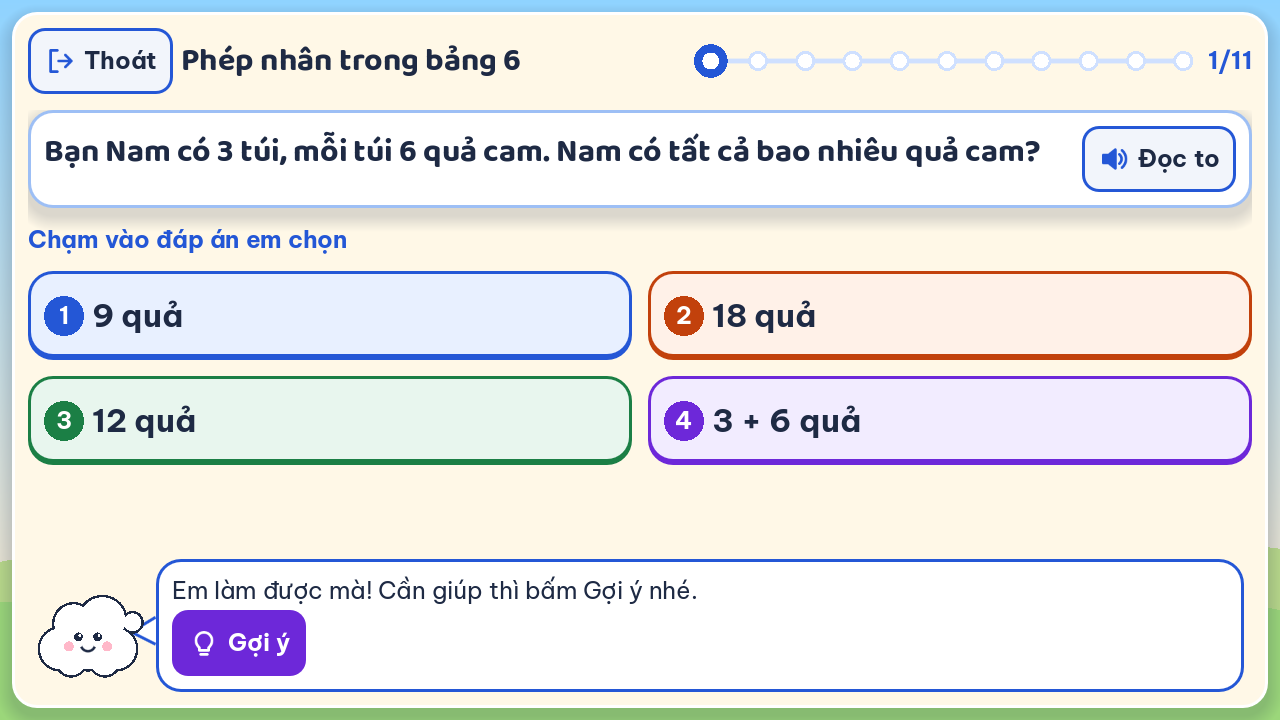 Thoát
Phép nhân trong bảng 6
1/11
Bạn Nam có 3 túi, mỗi túi 6 quả cam. Nam có tất cả bao nhiêu quả cam?
Đọc to
Chạm vào đáp án em chọn
1 9 quả
2 18 quả
3 12 quả
4 3 + 6 quả
Em làm được mà! Cần giúp thì bấm Gợi ý nhé.
Gợi ý